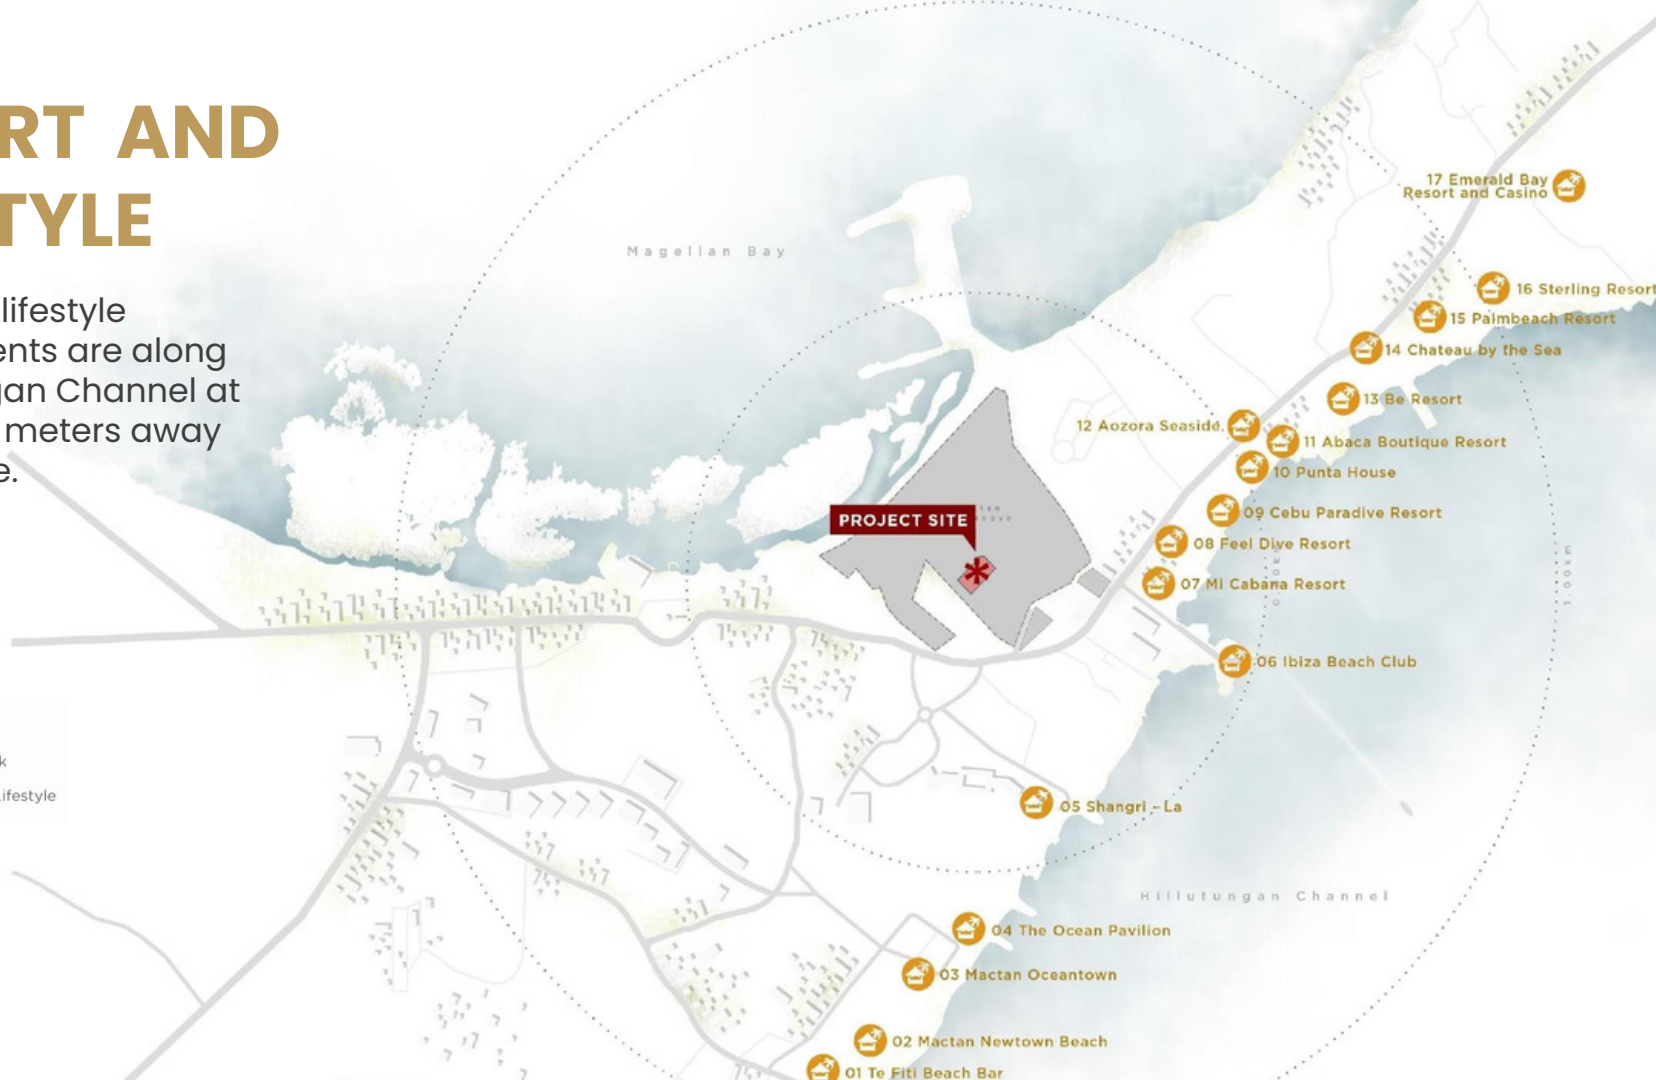 RT AND
TYLE
lifestyle
ents are along
gan Channel at
meters away
e.
k
ifestyle
Magellan Bay
PROJECT SITE
17 Emerald Bay
Resort and Casino
16 Sterling Resort
15 Palmbeach Resort
14 Chateau by the Sea
13 Be Resort
12 Aozora Seaside
11 Abaca Boutique Resort
10 Punta House
09 Cebu Paradive Resort
08 Feel Dive Resort
07 MI Cabana Resort
06 Ibiza Beach Club
05 Shangri - La
Hillutungan Channel
04 The Ocean Pavilion
03 Mactan Oceantown
02 Mactan Newtown Beach
01 Te Fiti Beach Bar